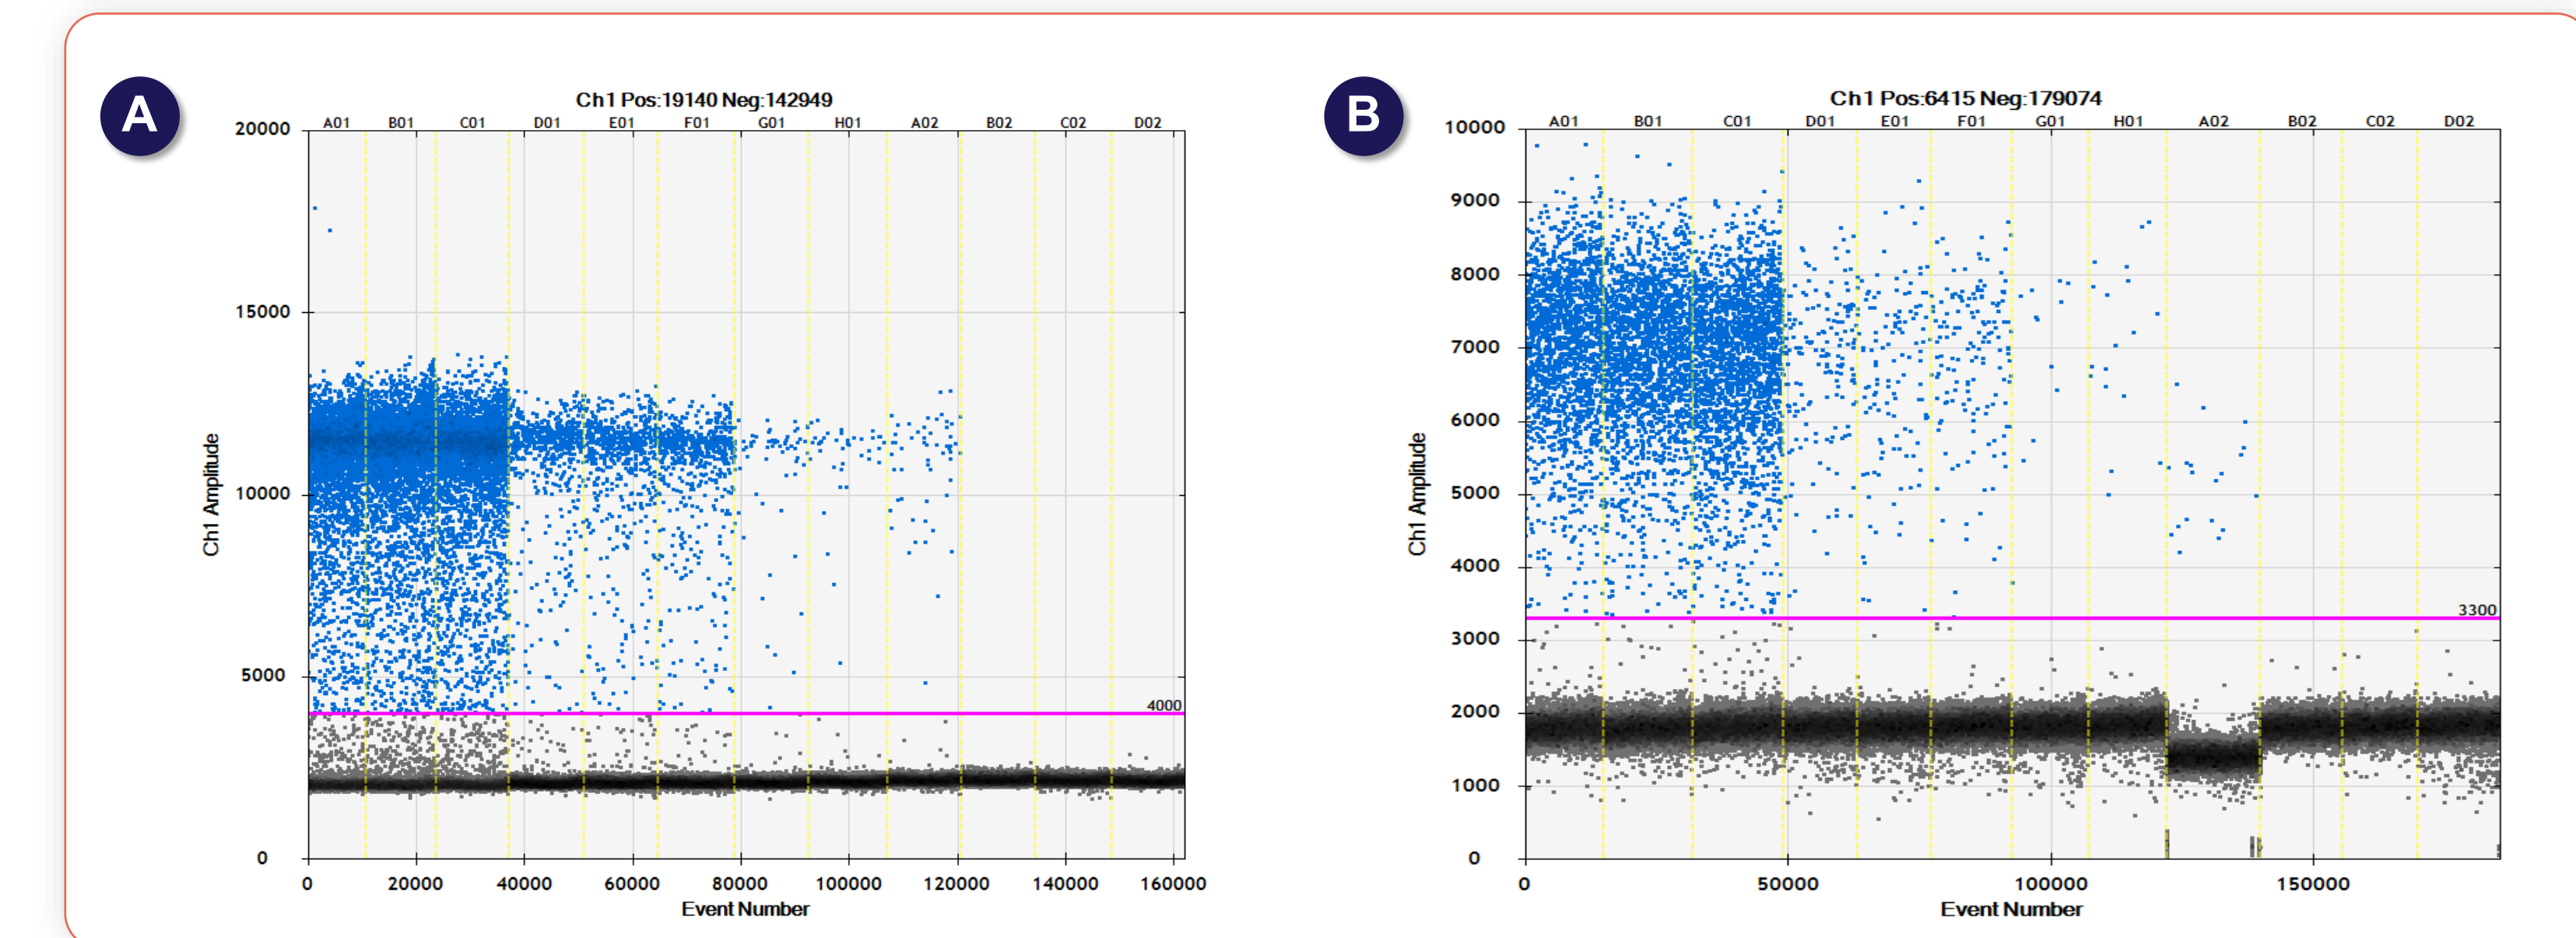 A
Ch1 Pos:19140 Neg:142949
A01 B01 C01 D01 E01 F01 G01 H01 A02 B02 C02 D02
20000
15000
10000
5000
0
4000
Ch1 Amplitude
0 20000 40000 60000 80000 100000 120000 140000 160000
Event Number
B
Ch1 Pos:6415 Neg:179074
A01 B01 C01 D01 E01 F01 G01 H01 A02 B02 C02 D02
10000
9000
8000
7000
6000
5000
4000
3000
2000
1000
0
3300
Ch1 Amplitude
0 50000 100000 150000
Event Number